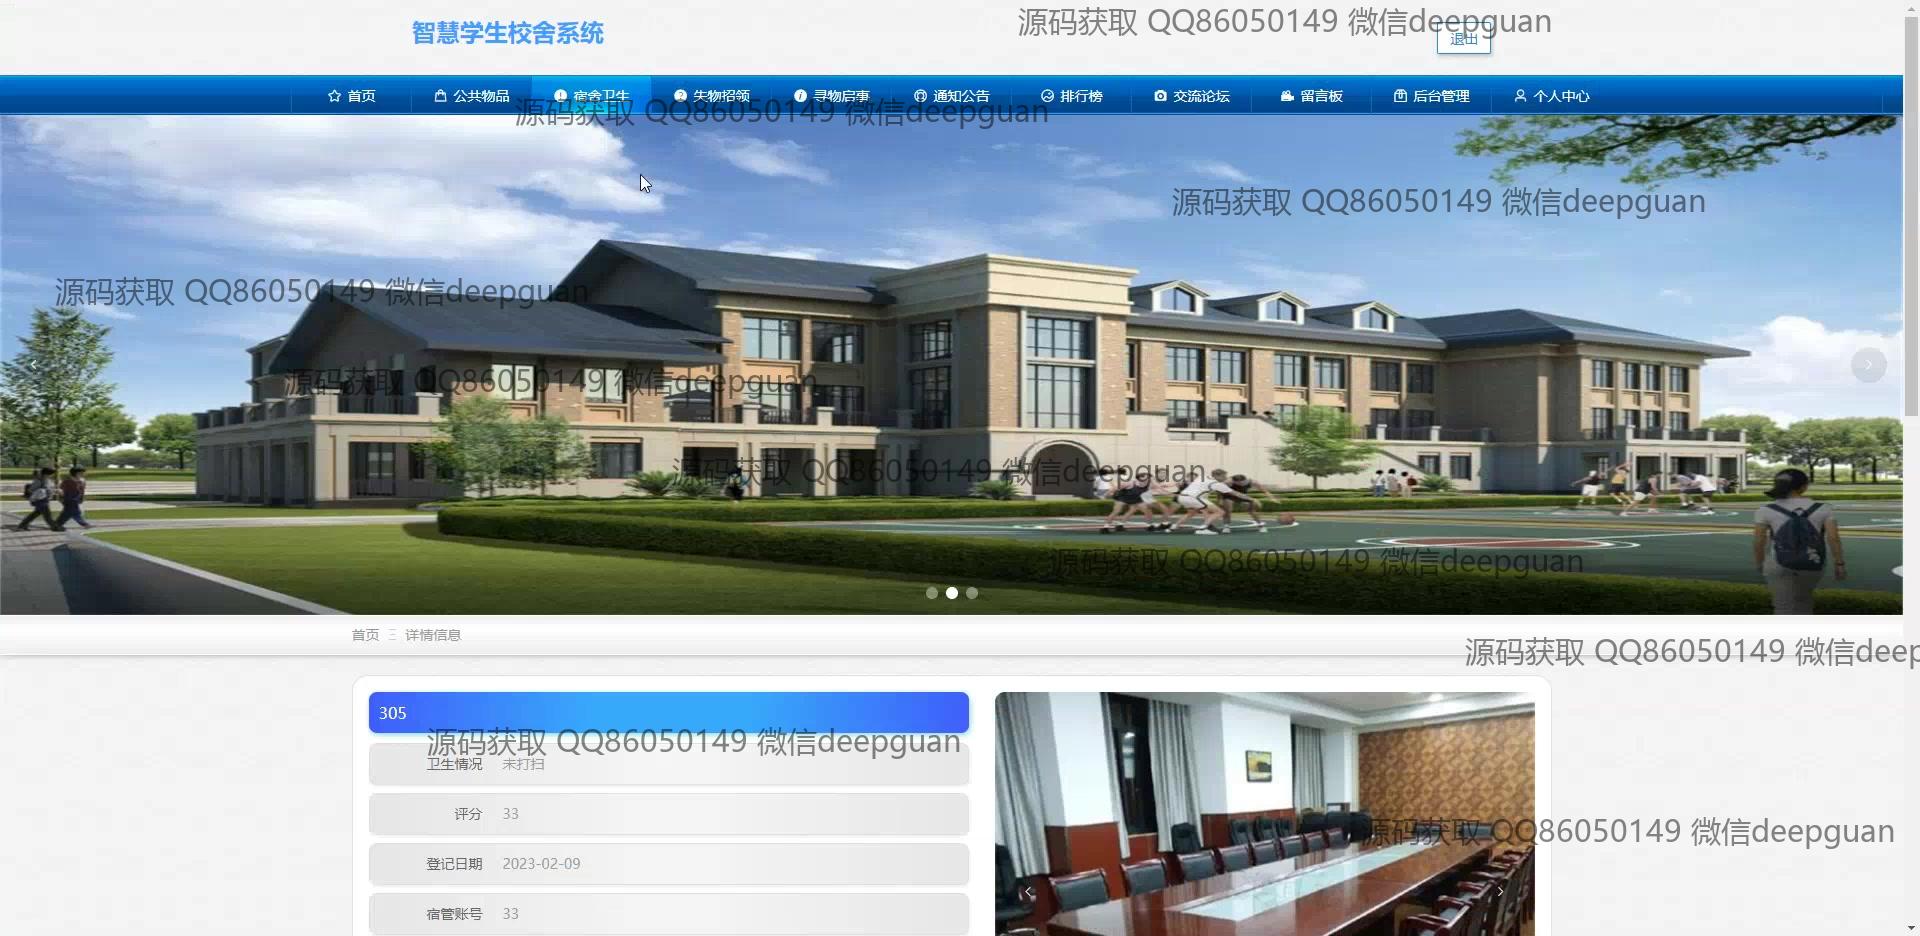 智慧学生校舍系统
源码获取 QQ86050149 微信deepguan
退出
首页 公共物品 宿舍卫生 失物招领 寻物启事 通知公告 排行榜 交流论坛 留言板 后台管理 个人中心
源码获取 QQ86050149 微信deepguan
源码获取 QQ86050149 微信deepguan
源码获取 QQ86050149 微信deepguan
源码获取 QQ86050149 微信deepguan
源码获取 QQ86050149 微信deepguan
源码获取 QQ86050149 微信deepguan
首页 详情信息
源码获取 QQ86050149 微信deep
305
源码获取 QQ86050149 微信deepguan
卫生情况 未打扫
评分 33
源码获取 QQ86050149 微信deepguan
登记日期 2023-02-09
宿管账号 33